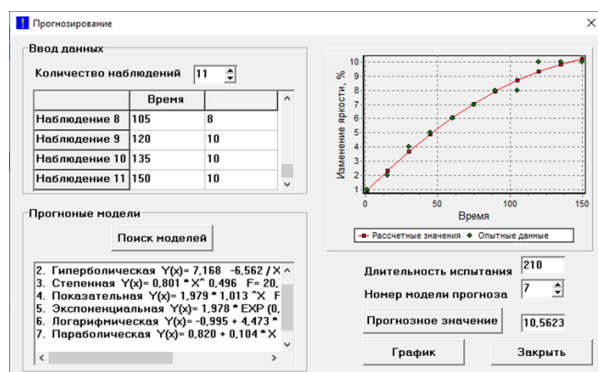 Прогнозирование
Ввод данных
Количество наблюдений 11
Время
Наблюдение 8 105 8
Наблюдение 9 120 10
Наблюдение 10 135 10
Наблюдение 11 150 10
Прогноные модели
Поиск моделей
2. Гиперболическая Y(x)= 7,168 -6,562 / X
3. Степенная Y(x)= 0,801 * X^ 0,496 F= 20,
4. Показательная Y(x)= 1,979 * 1,013 ^X F
5. Экспоненциальная Y(x)= 1,978 * EXP (0,
6. Логарифмическая Y(x)= -0,995 + 4,473 *
7. Параболическая Y(x)= 0,820 + 0,104 * X
Изменение яркости, %
10
9
8
7
6
5
4
3
2
1
0 50 100 150
Время
Рассчетные значения Опытные данные
Длительность испытания 210
Номер модели прогноза 7
Прогнозное значение 10,5623
График Закрыть